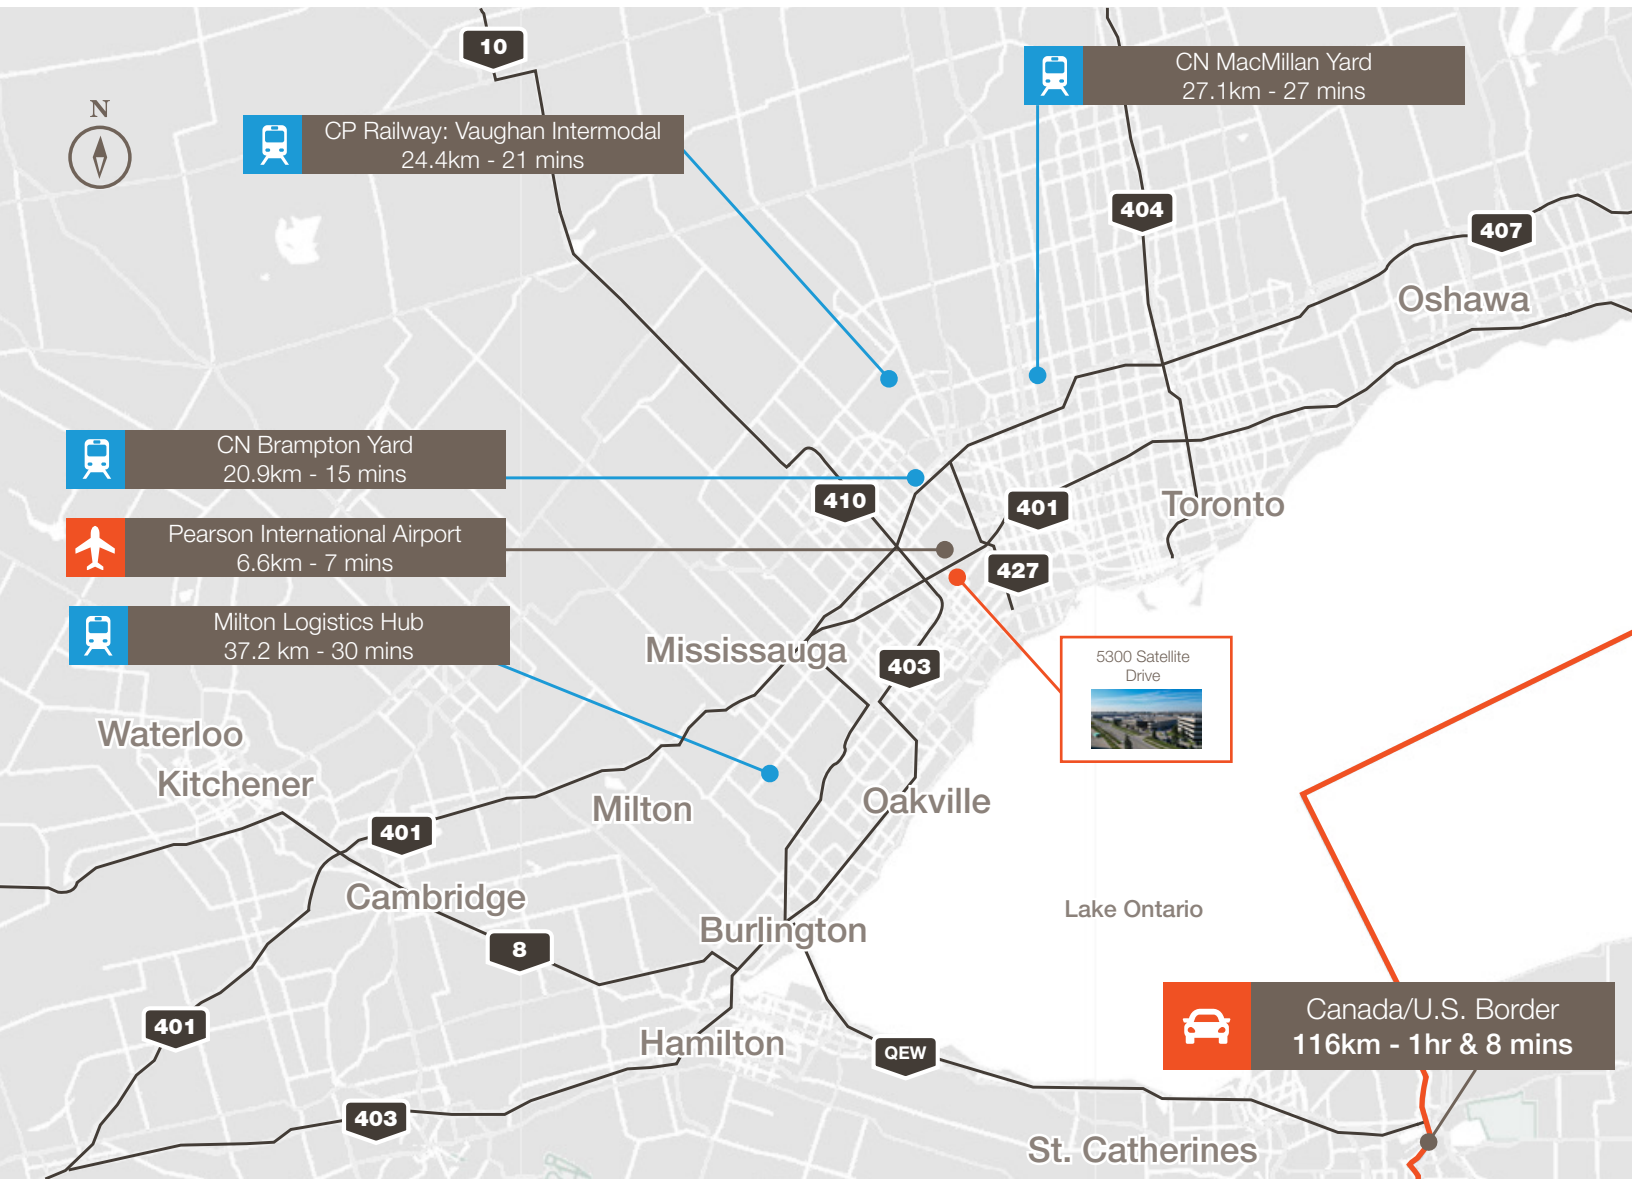 10
CN MacMillan Yard
27.1km - 27 mins
N
CP Railway: Vaughan Intermodal
24.4km - 21 mins
404
407
Oshawa
CN Brampton Yard
20.9km - 15 mins
410
401
Toronto
Pearson International Airport
6.6km - 7 mins
427
Milton Logistics Hub
37.2 km - 30 mins
Mississauga
403
5300 Satellite
Drive
Waterloo
Kitchener
Milton
Oakville
401
Cambridge
Burlington
Lake Ontario
8
Canada/U.S. Border
116km - 1hr & 8 mins
401
Hamilton
QEW
403
St. Catherines